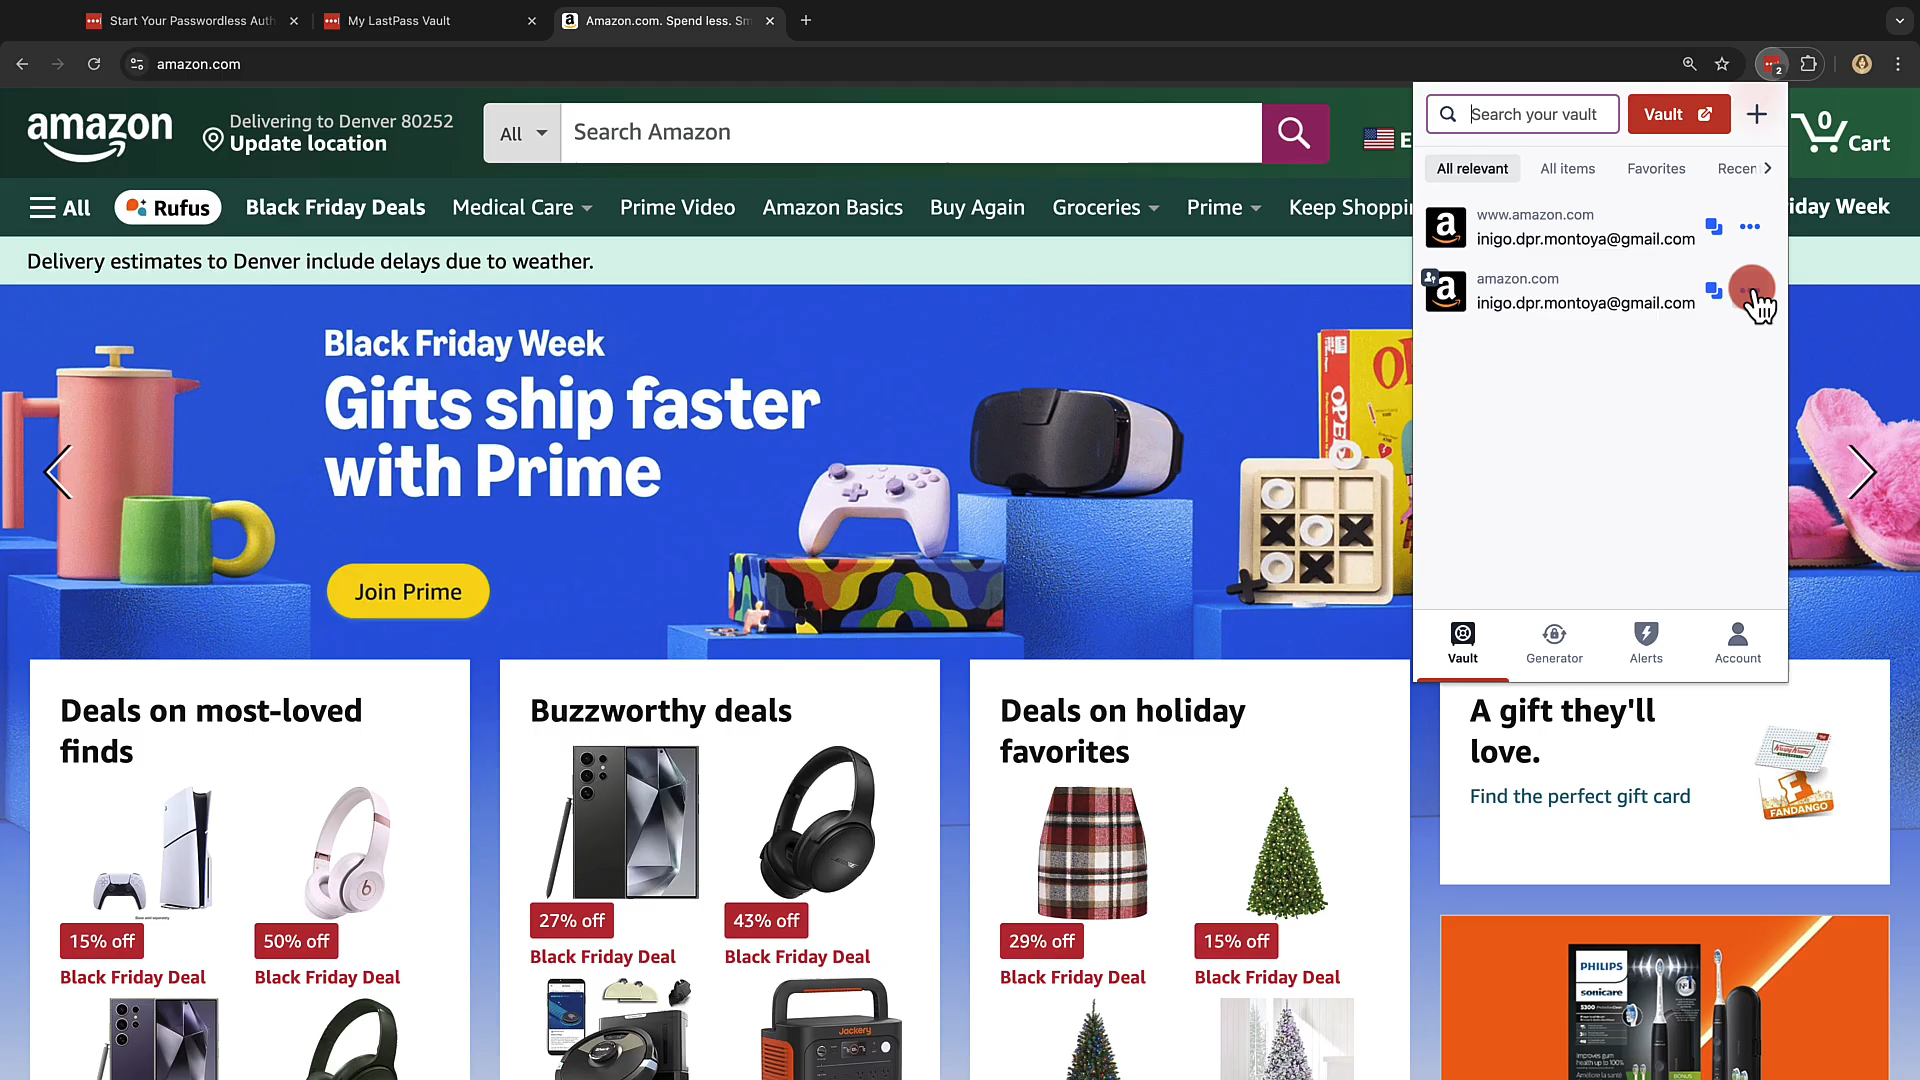 Start Your Passwordless Auth
My LastPass Vault
Amazon.com. Spend less. Sm
amazon.com
2
amazon
Delivering to Denver 80252
Update location
All
Search Amazon
E
0
Cart
All
Rufus
Black Friday Deals
Medical Care
Prime Video
Amazon Basics
Buy Again
Groceries
Prime
Keep Shoppin
iday Week
Delivery estimates to Denver include delays due to weather.
Search your vault
Vault
All relevant
All items
Favorites
Recen
www.amazon.com
inigo.dpr.montoya@gmail.com
amazon.com
inigo.dpr.montoya@gmail.com
Vault
Generator
Alerts
Account
Black Friday Week
Gifts ship faster
with Prime
Join Prime
Deals on most-loved
finds
15% off
Black Friday Deal
50% off
Black Friday Deal
Buzzworthy deals
27% off
Black Friday Deal
43% off
Black Friday Deal
Jackery
Deals on holiday
favorites
29% off
Black Friday Deal
15% off
Black Friday Deal
A gift they'll
love.
Find the perfect gift card
FANDANGO
PHILIPS
sonicare
5300